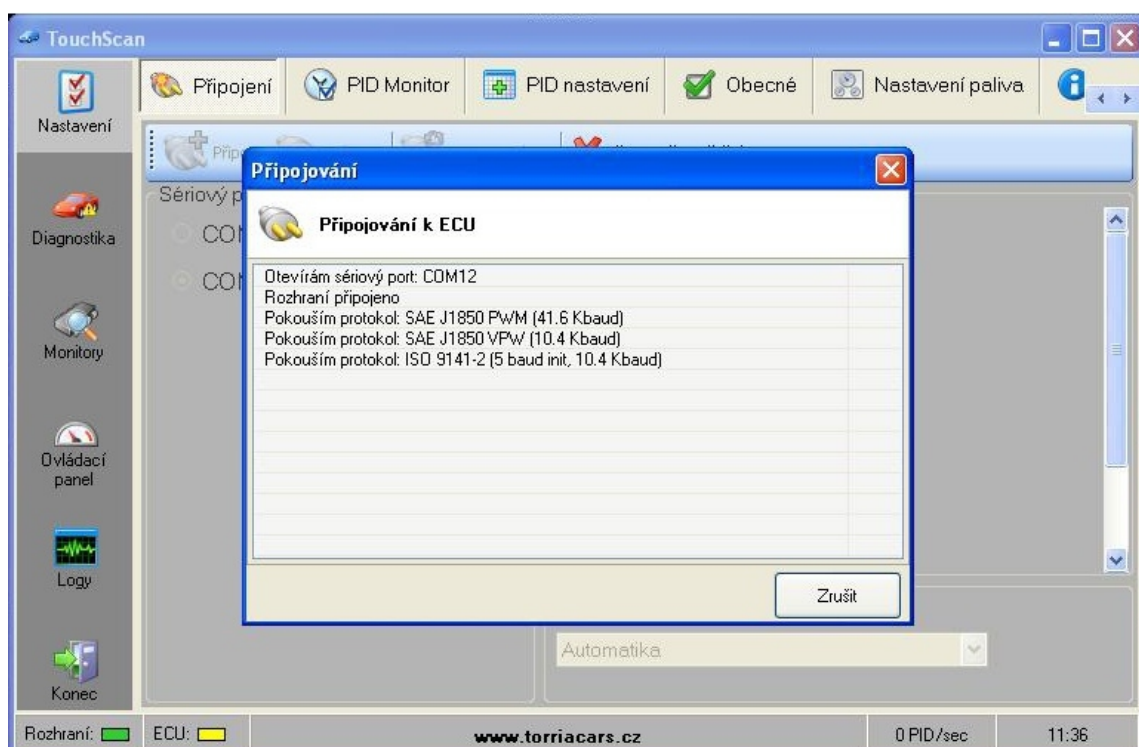 TouchScan
Nastavení
Připojení
PID Monitor
PID nastavení
Obecné
Nastavení paliva
Diagnostika
Monitory
Ovládací
panel
Logy
Konec
Sériový p
Připojování
Připojování k ECU
Otevírám sériový port: COM12
Rozhraní připojeno
Pokouším protokol: SAE J1850 PWM (41.6 Kbaud)
Pokouším protokol: SAE J1850 VPW (10.4 Kbaud)
Pokouším protokol: ISO 9141-2 (5 baud init, 10.4 Kbaud)
Zrušit
Automatika
Rozhraní:
ECU:
www.torriacars.cz
0 PID/sec
11:36